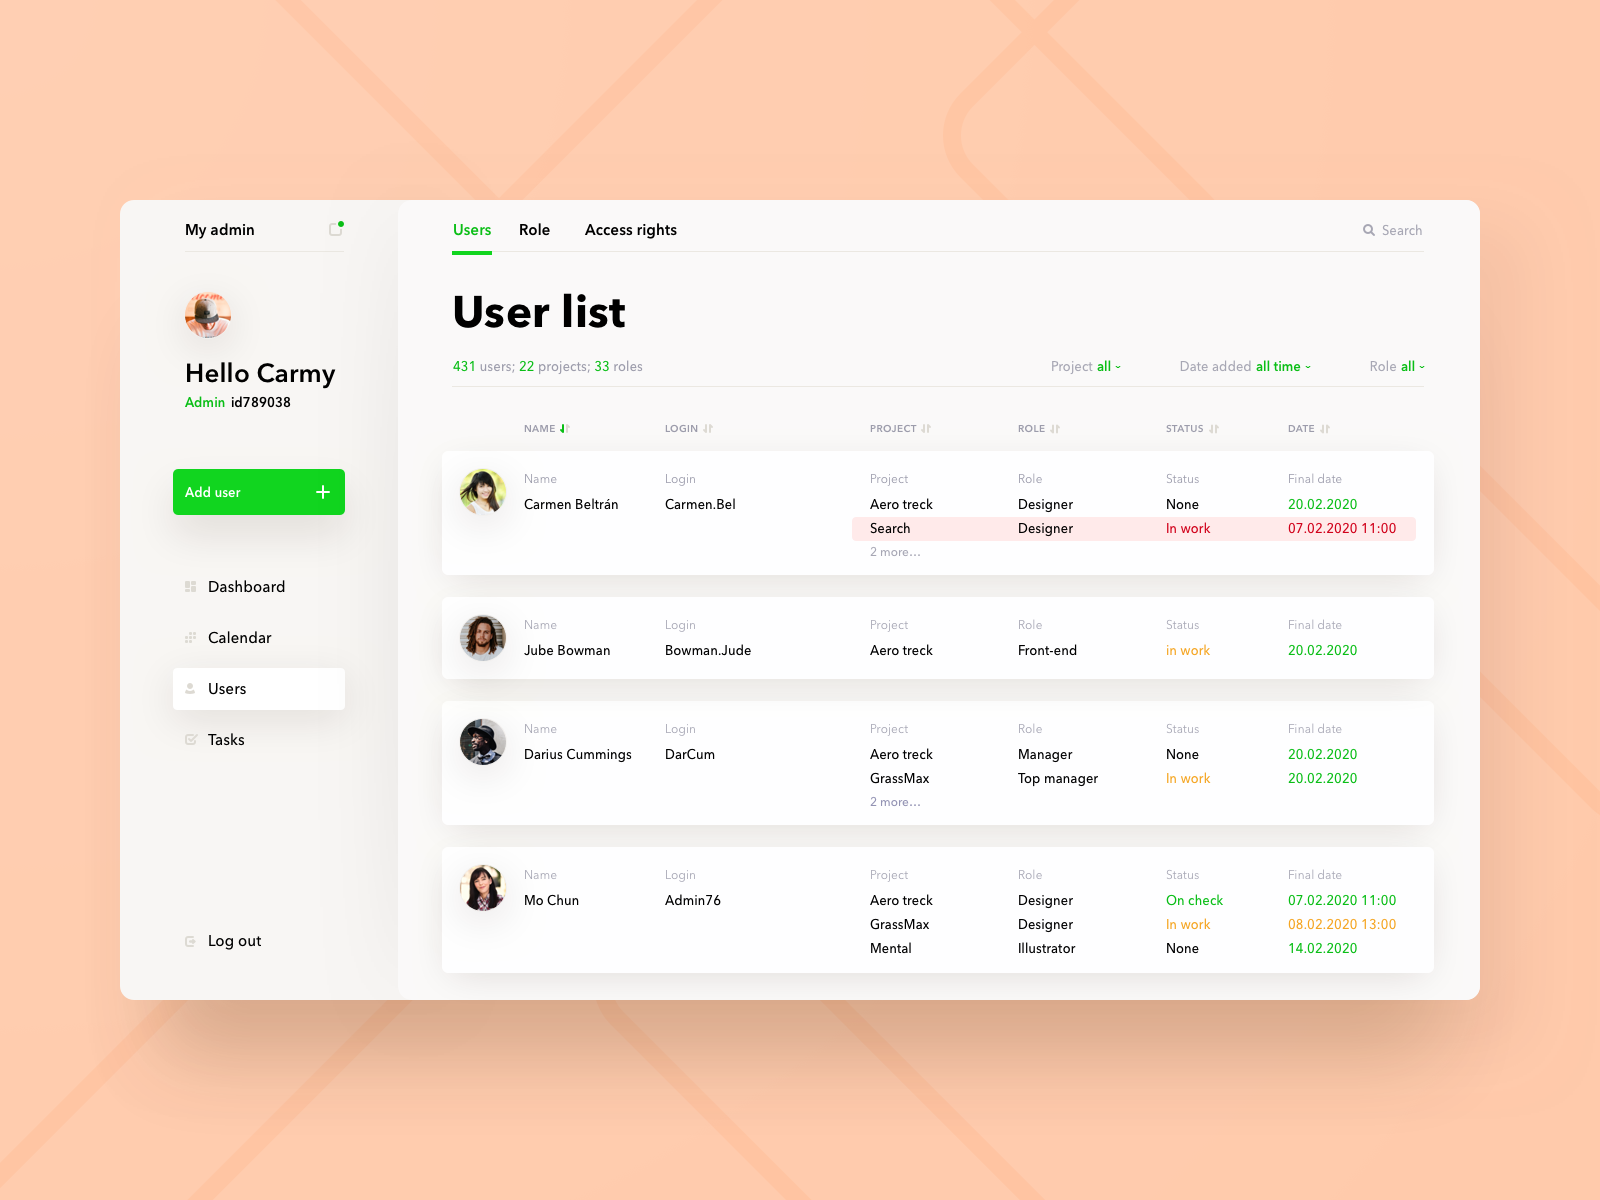 My admin
Users Role Access rights Search
Hello Carmy
Admin id789038
Add user
Dashboard
Calendar
Users
Tasks
Log out
User list
431 users; 22 projects; 33 roles Project all Date added all time Role all
NAME LOGIN PROJECT ROLE STATUS DATE
Name Login Project Role Status Final date
Carmen Beltrán Carmen.Bel Aero treck Designer None 20.02.2020
Search Designer In work 07.02.2020 11:00
2 more...
Name Login Project Role Status Final date
Jube Bowman Bowman.Jude Aero treck Front-end in work 20.02.2020
Name Login Project Role Status Final date
Darius Cummings DarCum Aero treck Manager None 20.02.2020
GrassMax Top manager In work 20.02.2020
2 more...
Name Login Project Role Status Final date
Mo Chun Admin76 Aero treck Designer On check 07.02.2020 11:00
GrassMax Designer In work 08.02.2020 13:00
Mental Illustrator None 14.02.2020